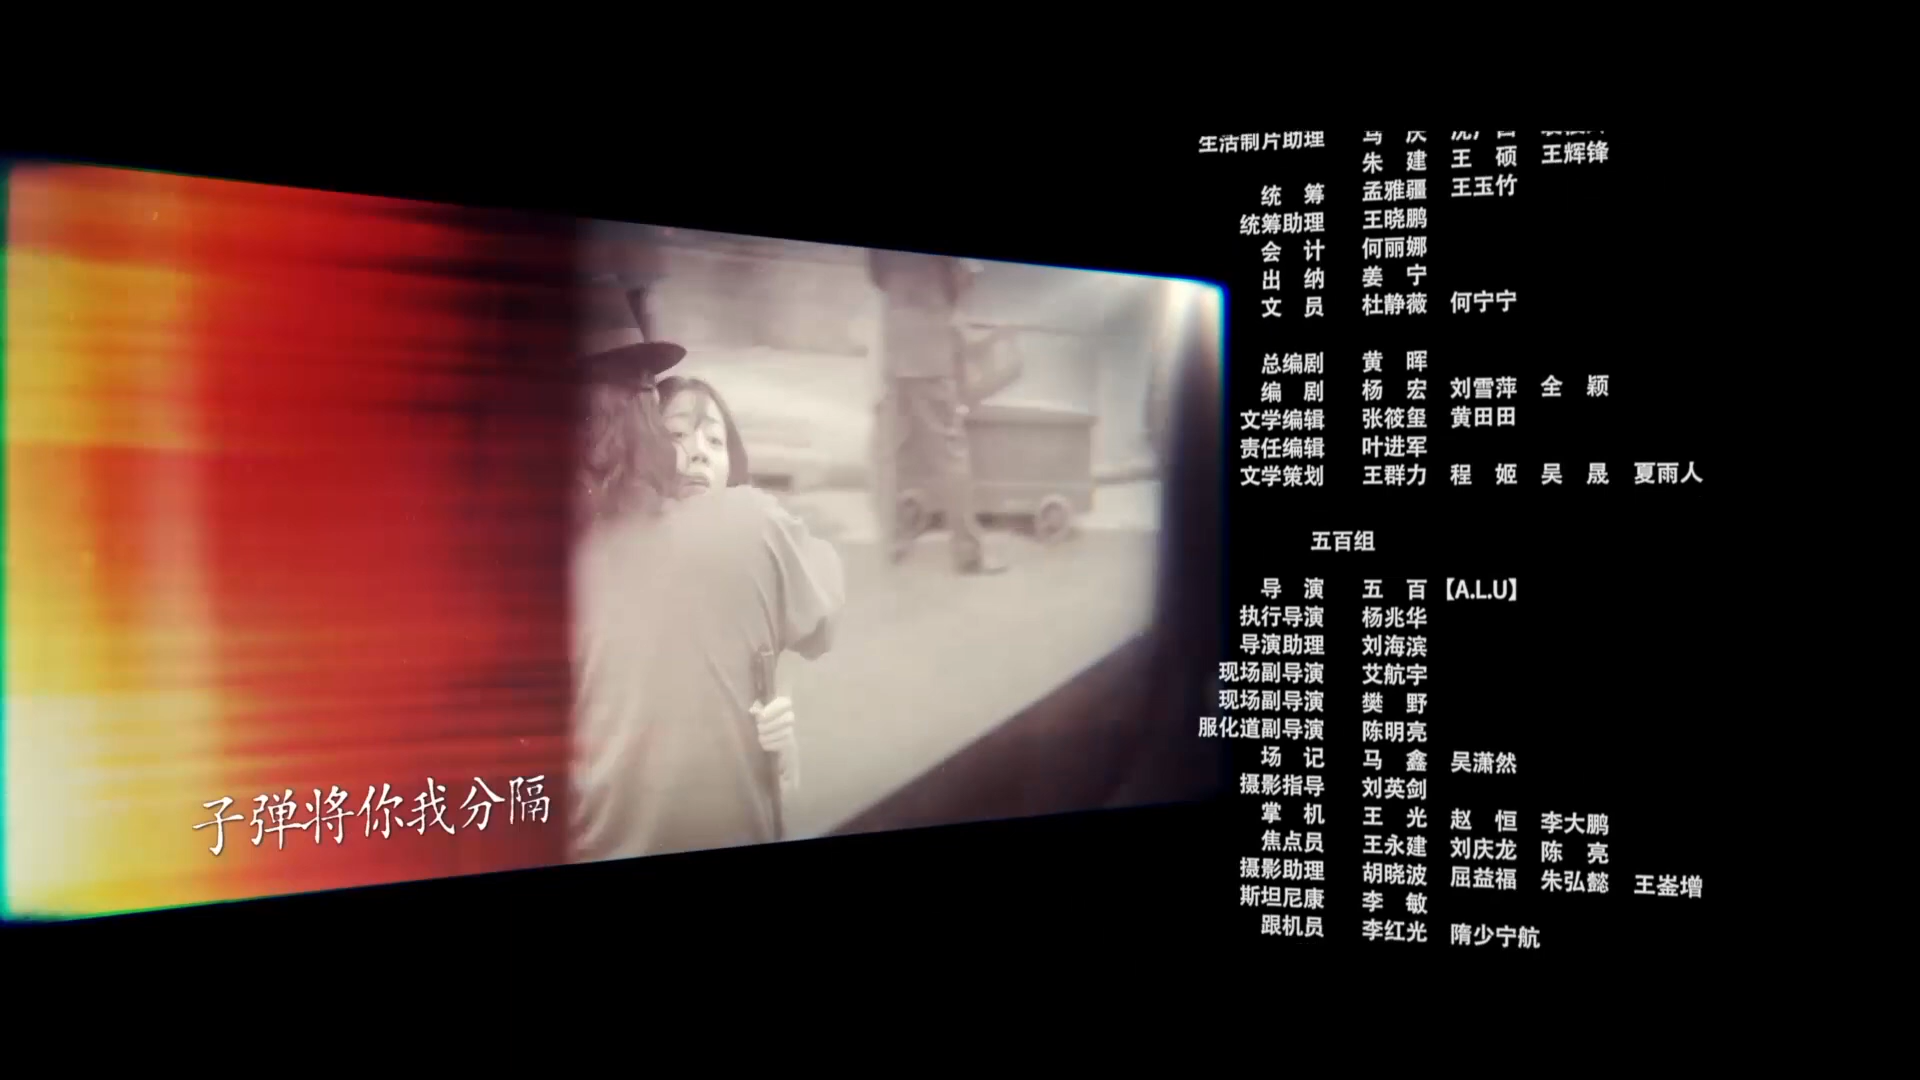 子弹将你我分隔
生活制片助理
朱 建 王 硕 王辉锋
统 筹 孟雅疆 王玉竹
统筹助理 王晓鹏
会 计 何丽娜
出 纳 姜 宁
文 员 杜静薇 何宁宁
总编剧 黄 晖
编 剧 杨 宏 刘雪萍 全 颖
文学编辑 张筱玺 黄田田
责任编辑 叶进军
文学策划 王群力 程 姬 吴 晟 夏雨人
五百组
导 演 五 百【A.L.U】
执行导演 杨兆华
导演助理 刘海滨
现场副导演 艾航宇
现场副导演 樊 野
服化道副导演 陈明亮
场 记 马 鑫 吴潇然
摄影指导 刘英剑
掌 机 王 光 赵 恒 李大鹏
焦点员 王永建 刘庆龙 陈 亮
摄影助理 胡晓波 屈益福 朱弘懿 王崟增
斯坦尼康 李 敏
跟机员 李红光 隋少宁航